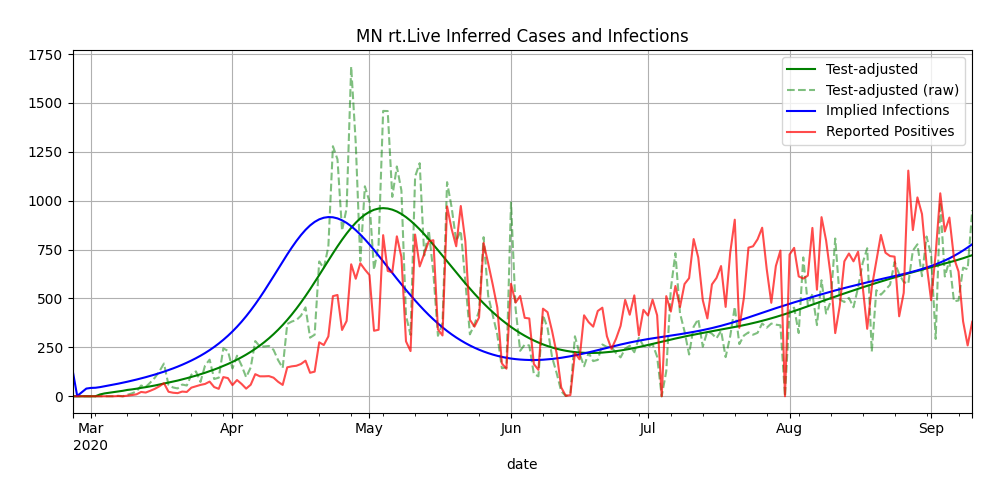 MN rt.Live Inferred Cases and Infections
1750
1500
1250
1000
750
500
250
0
Test-adjusted
Test-adjusted (raw)
Implied Infections
Reported Positives
Mar
2020
Apr
May
Jun
Jul
Aug
Sep
date